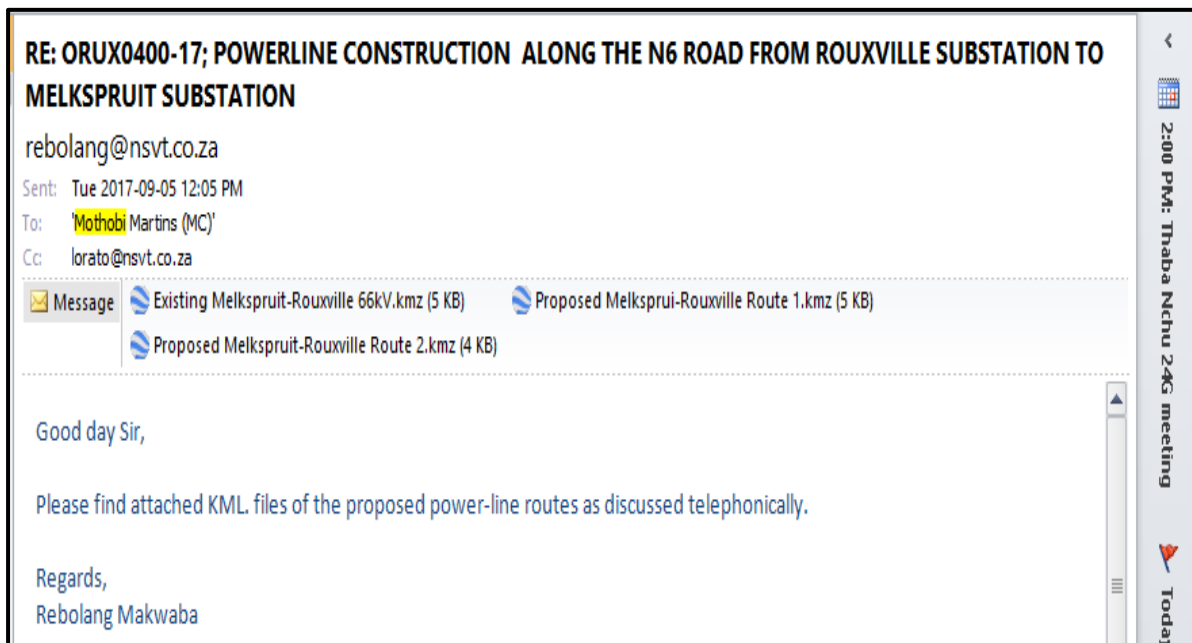 RE: ORUX0400-17; POWERLINE CONSTRUCTION ALONG THE N6 ROAD FROM ROUXVILLE SUBSTATION TO
MELKSPRUIT SUBSTATION
rebolang@nsvt.co.za
Sent: Tue 2017-09-05 12:05 PM
To: 'Mothobi Martins (MC)'
Cc: lorato@nsvt.co.za
Message Existing Melkspruit-Rouxville 66kV.kmz (5 KB) Proposed Melksprui-Rouxville Route 1.kmz (5 KB)
Proposed Melkspruit-Rouxville Route 2.kmz (4 KB)
Good day Sir,
Please find attached KML. files of the proposed power-line routes as discussed telephonically.
Regards,
Rebolang Makwaba
2:00 PM: Thaba Nchu 24G meeting
Today